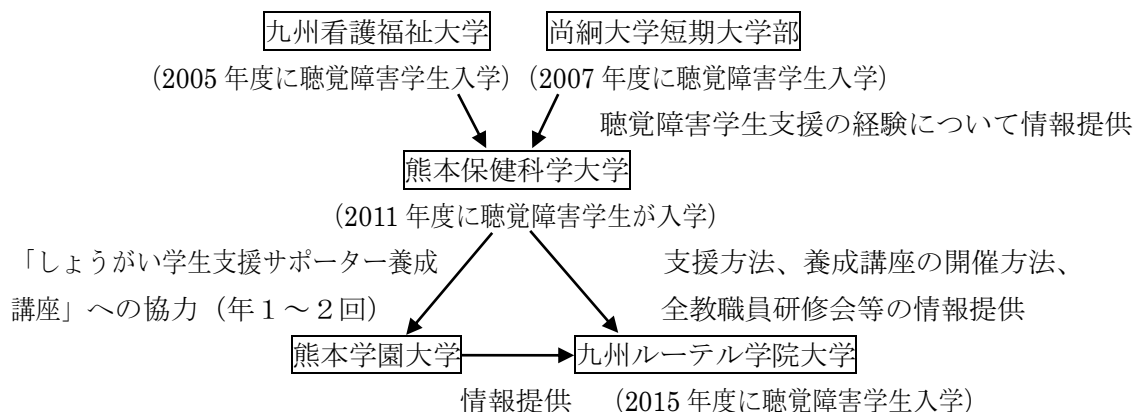 九州看護福祉大学 尚絅大学短期大学部
(2005 年度に聴覚障害学生入学)(2007 年度に聴覚障害学生入学)
聴覚障害学生支援の経験について情報提供
熊本保健科学大学
(2011 年度に聴覚障害学生が入学)
「しょうがい学生支援サポーター養成
講座」への協力(年1~2回)
支援方法、養成講座の開催方法、
全教職員研修会等の情報提供
熊本学園大学 九州ルーテル学院大学
情報提供 (2015 年度に聴覚障害学生入学)